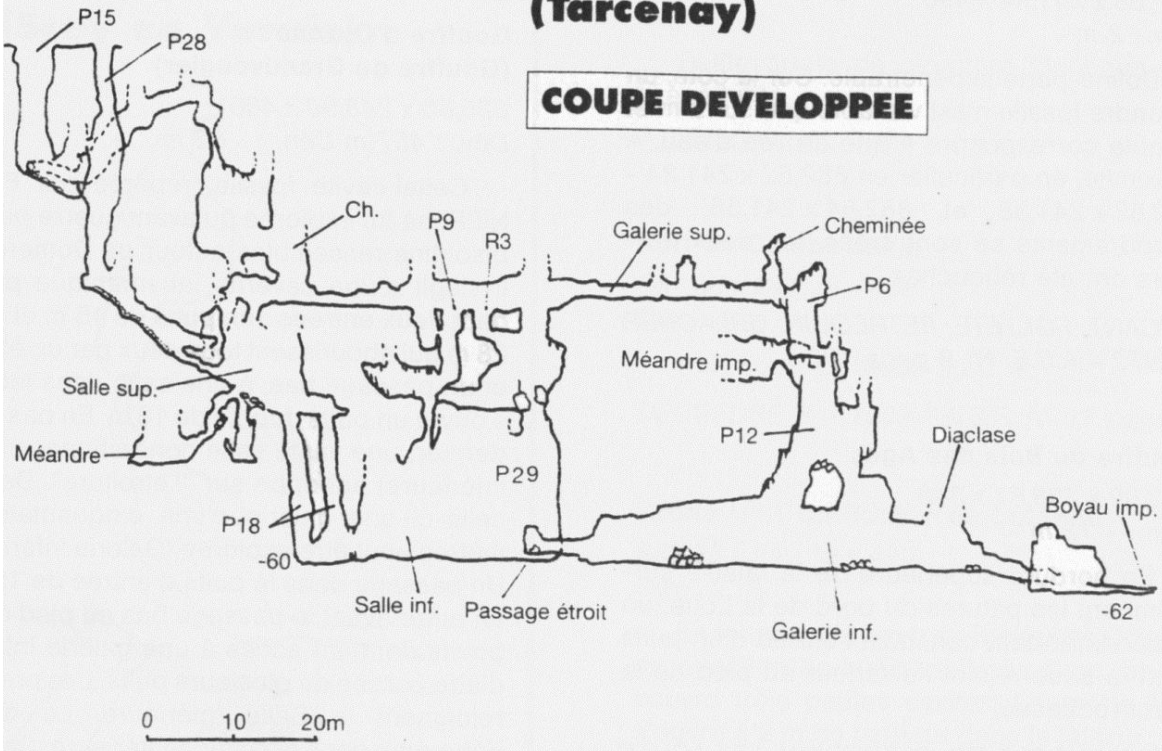 (Tarcenay)
COUPE DEVELOPPEE
P15
P28
Ch.
P9
R3
Galerie sup.
Cheminée
P6
Méandre imp.
Salle sup.
P12
Diaclase
Méandre
P29
Boyau imp.
P18
-60
Salle inf.
Passage étroit
Galerie inf.
-62
0 10 20m